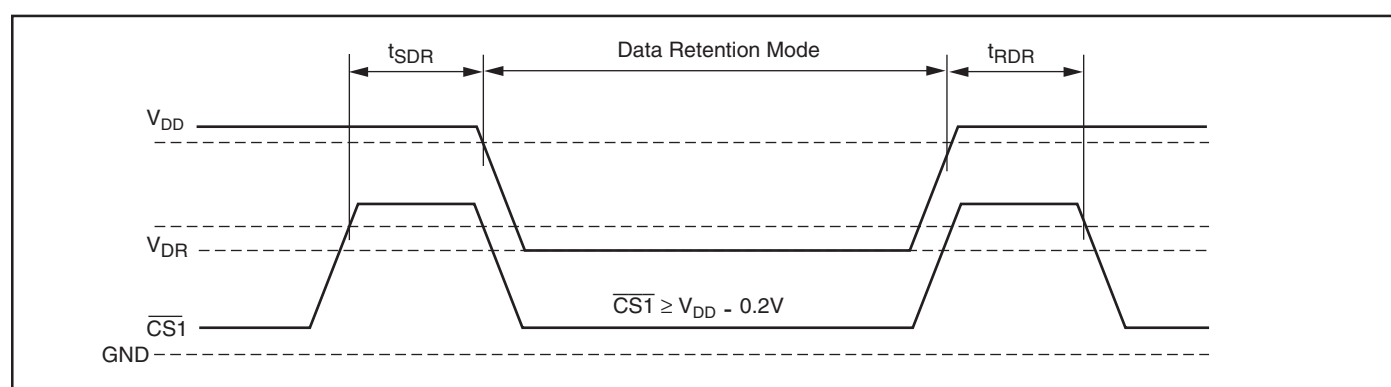 tSDR
Data Retention Mode
tRDR
VDD
VDR
CS1 ≥ VDD - 0.2V
CS1
GND